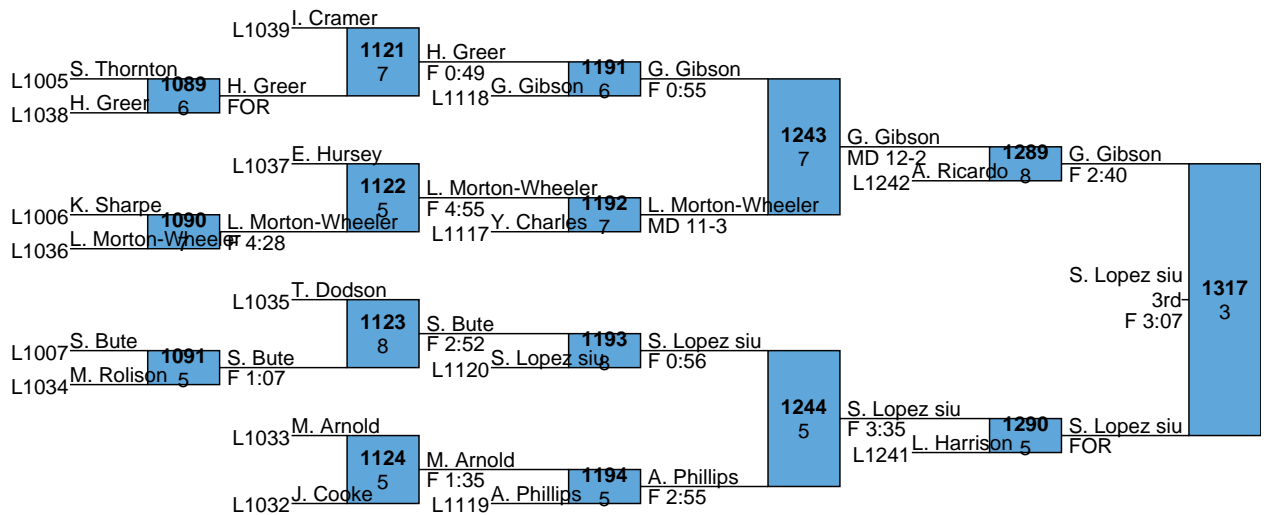 L1039 I. Cramer
1121
7
H. Greer
F 0:49
L1005 S. Thornton
1089
6
L1038 H. Greer
H. Greer
FOR
L1118 G. Gibson
1191
6
G. Gibson
F 0:55
1243
7
G. Gibson
MD 12-2
L1037 E. Hursey
1122
5
L. Morton-Wheeler
F 4:55
L1006 K. Sharpe
1090
7
L1036 L. Morton-Wheeler
L. Morton-Wheeler
F 4:28
L1117 Y. Charles
1192
7
L. Morton-Wheeler
MD 11-3
L1242 A. Ricardo
1289
8
G. Gibson
F 2:40
L1035 T. Dodson
1123
8
S. Bute
F 2:52
L1007 S. Bute
1091
5
L1034 M. Rolison
S. Bute
F 1:07
L1120 S. Lopez siu
1193
8
S. Lopez siu
F 0:56
1244
5
S. Lopez siu
F 3:35
L1033 M. Arnold
1124
5
L1032 J. Cooke
M. Arnold
F 1:35
L1119 A. Phillips
1194
5
A. Phillips
F 2:55
L1241 L. Harrison
1290
5
S. Lopez siu
FOR
S. Lopez siu
3rd
F 3:07
1317
3